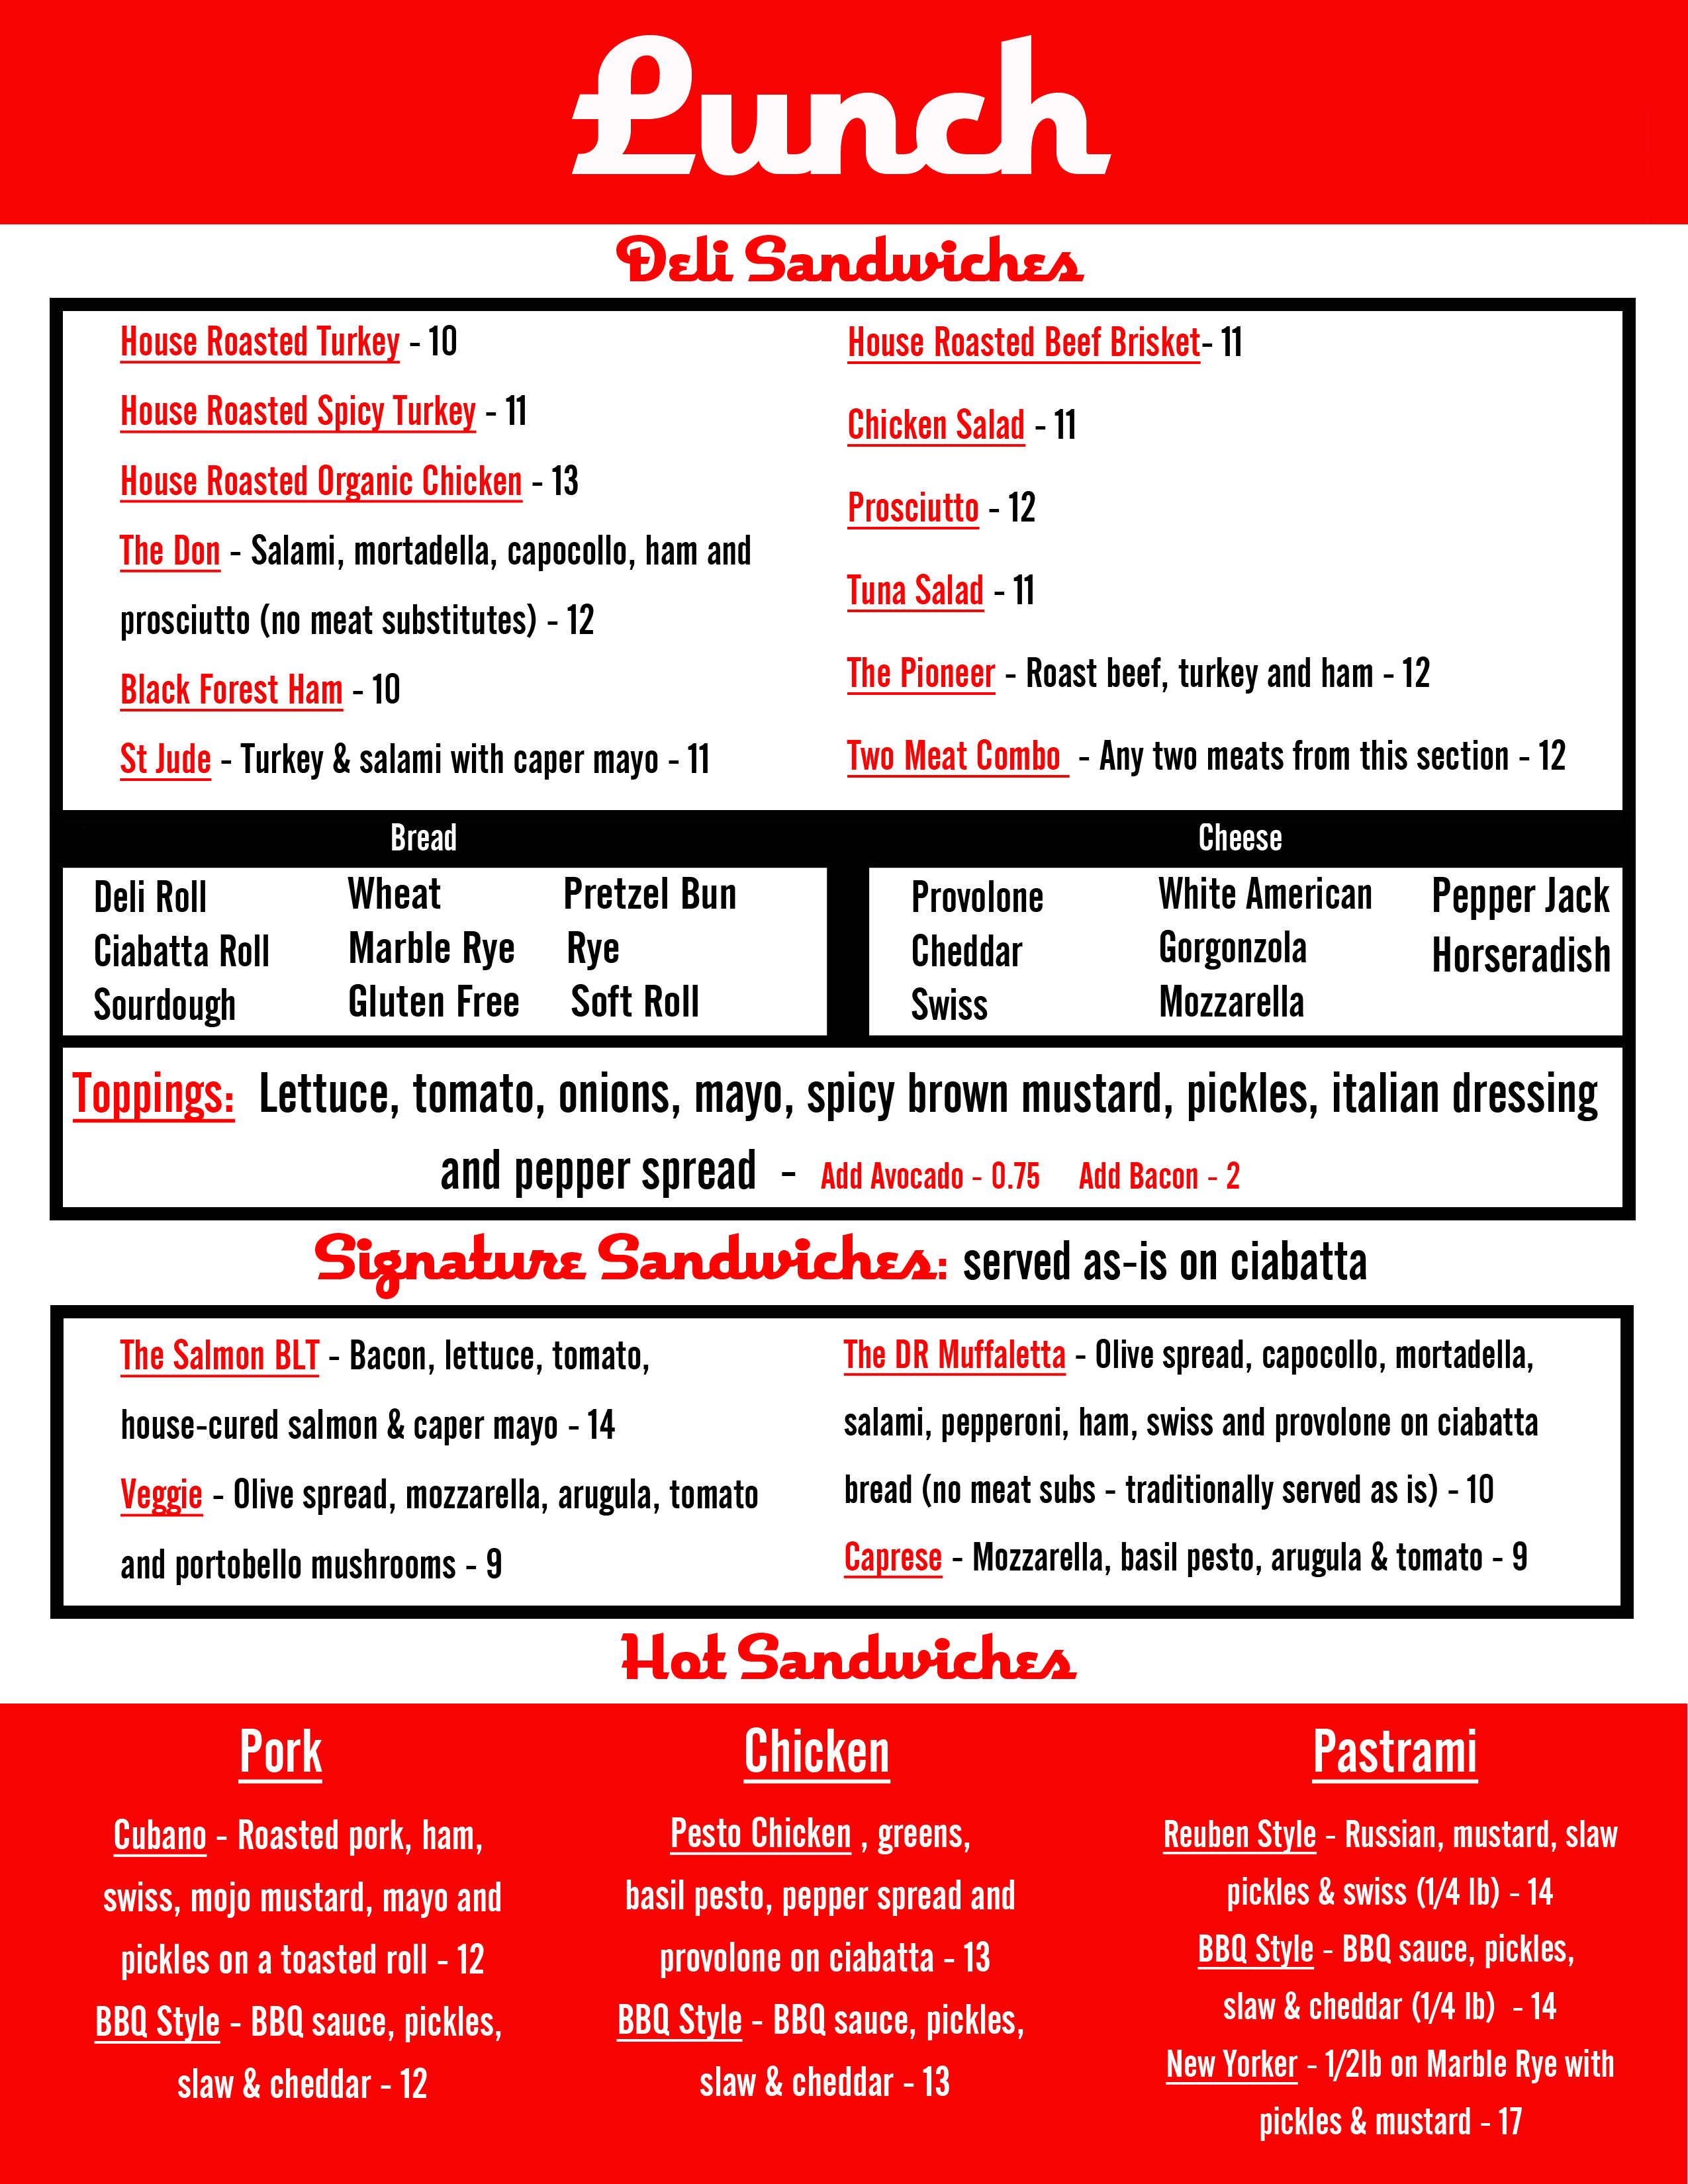 Lunch
Deli Sandwiches
House Roasted Turkey - 10
House Roasted Spicy Turkey - 11
House Roasted Organic Chicken - 13
The Don - Salami, mortadella, capocollo, ham and
prosciutto (no meat substitutes) - 12
Black Forest Ham - 10
St Jude - Turkey & salami with caper mayo - 11
House Roasted Beef Brisket- 11
Chicken Salad - 11
Prosciutto - 12
Tuna Salad - 11
The Pioneer - Roast beef, turkey and ham - 12
Two Meat Combo - Any two meats from this section - 12
Bread
Deli Roll
Ciabatta Roll
Sourdough
Wheat
Marble Rye
Gluten Free
Pretzel Bun
Rye
Soft Roll
Cheese
Provolone
Cheddar
Swiss
White American
Gorgonzola
Mozzarella
Pepper Jack
Horseradish
Toppings: Lettuce, tomato, onions, mayo, spicy brown mustard, pickles, italian dressing
and pepper spread - Add Avocado - 0.75 Add Bacon - 2
Signature Sandwiches: served as-is on ciabatta
The Salmon BLT - Bacon, lettuce, tomato,
house-cured salmon & caper mayo - 14
Veggie - Olive spread, mozzarella, arugula, tomato
and portobello mushrooms - 9
The DR Muffaletta - Olive spread, capocollo, mortadella,
salami, pepperoni, ham, swiss and provolone on ciabatta
bread (no meat subs - traditionally served as is) - 10
Caprese - Mozzarella, basil pesto, arugula & tomato - 9
Hot Sandwiches
Pork
Cubano - Roasted pork, ham,
swiss, mojo mustard, mayo and
pickles on a toasted roll - 12
BBQ Style - BBQ sauce, pickles,
slaw & cheddar - 12
Chicken
Pesto Chicken , greens,
basil pesto, pepper spread and
provolone on ciabatta - 13
BBQ Style - BBQ sauce, pickles,
slaw & cheddar - 13
Pastrami
Reuben Style - Russian, mustard, slaw
pickles & swiss (1/4 lb) - 14
BBQ Style - BBQ sauce, pickles,
slaw & cheddar (1/4 lb) - 14
New Yorker - 1/2lb on Marble Rye with
pickles & mustard - 17